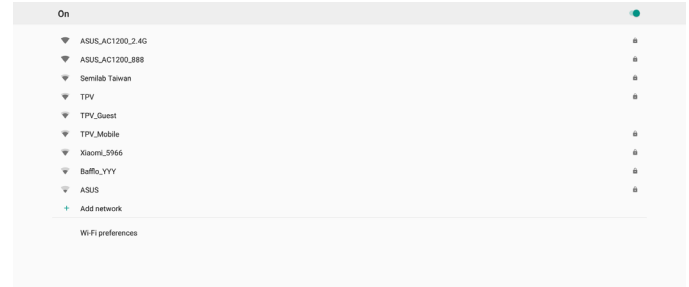 On
ASUS_AC1200_2.4G
ASUS_AC1200_888
Semilab Taiwan
TPV
TPV_Guest
TPV_Mobile
Xiaomi_5966
Bafflo_YYY
ASUS
+ Add network
Wi-Fi preferences